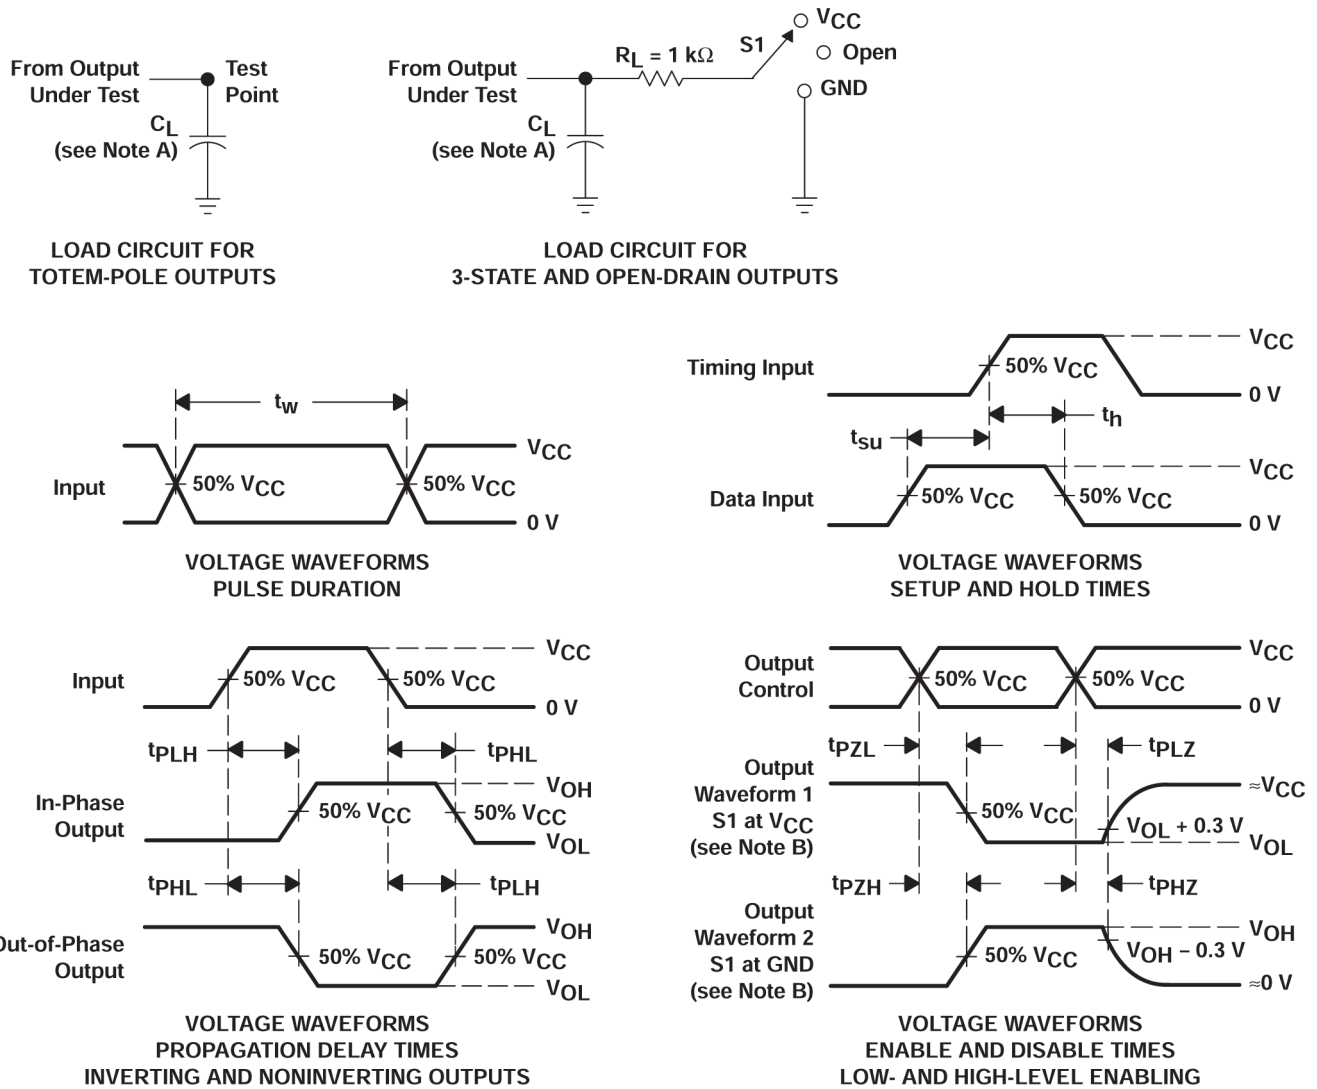 From Output
Under Test
Test
Point
CL
(see Note A)
LOAD CIRCUIT FOR
TOTEM-POLE OUTPUTS
From Output
Under Test
RL = 1 kΩ
S1
VCC
Open
GND
CL
(see Note A)
LOAD CIRCUIT FOR
3-STATE AND OPEN-DRAIN OUTPUTS
tw
Input
50% VCC
50% VCC
VCC
0 V
VOLTAGE WAVEFORMS
PULSE DURATION
Timing Input
50% VCC
VCC
0 V
th
tsu
Data Input
50% VCC
50% VCC
VCC
0 V
VOLTAGE WAVEFORMS
SETUP AND HOLD TIMES
Input
50% VCC
50% VCC
VCC
0 V
tPLH
tPHL
In-Phase
Output
50% VCC
50% VCC
VOH
VOL
tPHL
tPLH
Out-of-Phase
Output
50% VCC
50% VCC
VOH
VOL
VOLTAGE WAVEFORMS
PROPAGATION DELAY TIMES
INVERTING AND NONINVERTING OUTPUTS
Output
Control
50% VCC
50% VCC
VCC
0 V
tPZL
tPLZ
Output
Waveform 1
S1 at VCC
(see Note B)
50% VCC
VOL + 0.3 V
≈VCC
VOL
tPZH
tPHZ
Output
Waveform 2
S1 at GND
(see Note B)
50% VCC
VOH − 0.3 V
VOH
≈0 V
VOLTAGE WAVEFORMS
ENABLE AND DISABLE TIMES
LOW- AND HIGH-LEVEL ENABLING